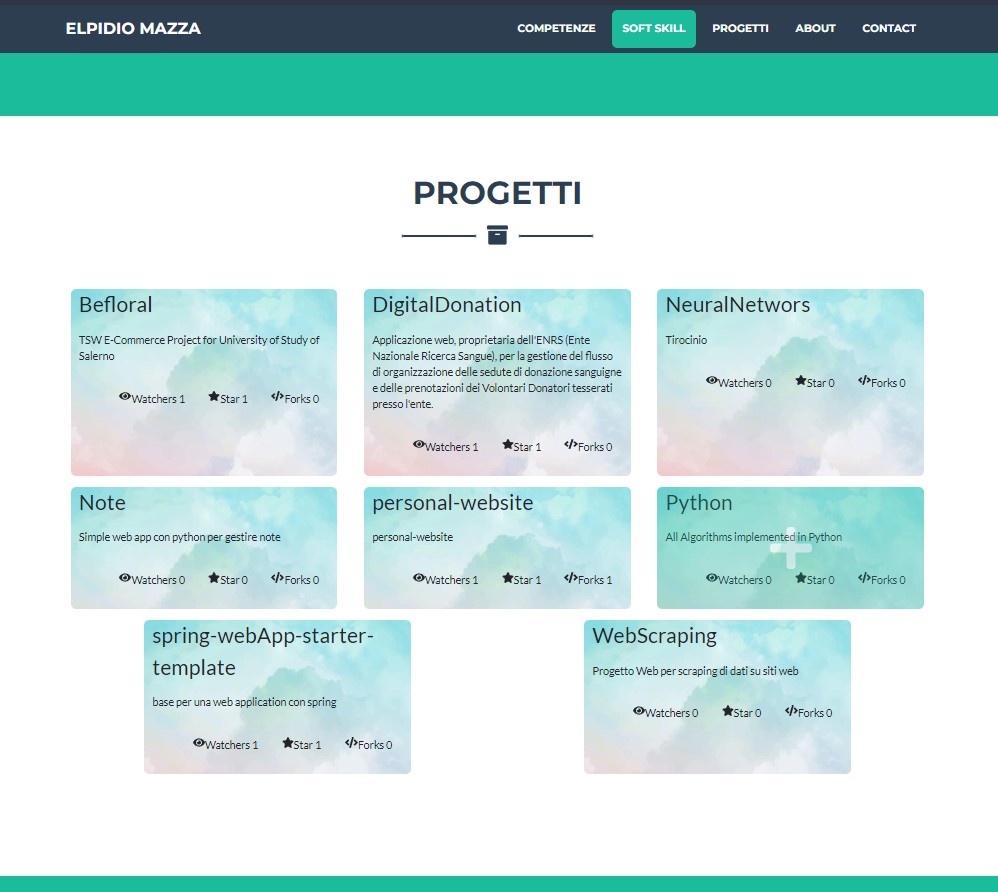 ELPIDIO MAZZA
COMPETENZE
SOFT SKILL
PROGETTI
ABOUT
CONTACT
PROGETTI
Befloral
TSW E-Commerce Project for University of Study of
Salerno
Watchers 1 Star 1 Forks 0
DigitalDonation
Applicazione web, proprietaria dell'ENRS (Ente
Nazionale Ricerca Sangue), per la gestione del flusso
di organizzazione delle sedute di donazione sanguigne
e delle prenotazioni dei Volontari Donatori tesserati
presso l'ente.
Watchers 1 Star 1 Forks 0
NeuralNetwors
Tirocinio
Watchers 0 Star 0 Forks 0
Note
Simple web app con python per gestire note
Watchers 0 Star 0 Forks 0
personal-website
personal-website
Watchers 1 Star 1 Forks 1
Python
All Algorithms implemented in Python
Watchers 0 Star 0 Forks 0
spring-webApp-starter-
template
base per una web application con spring
Watchers 1 Star 1 Forks 0
WebScraping
Progetto Web per scraping di dati su siti web
Watchers 0 Star 0 Forks 0